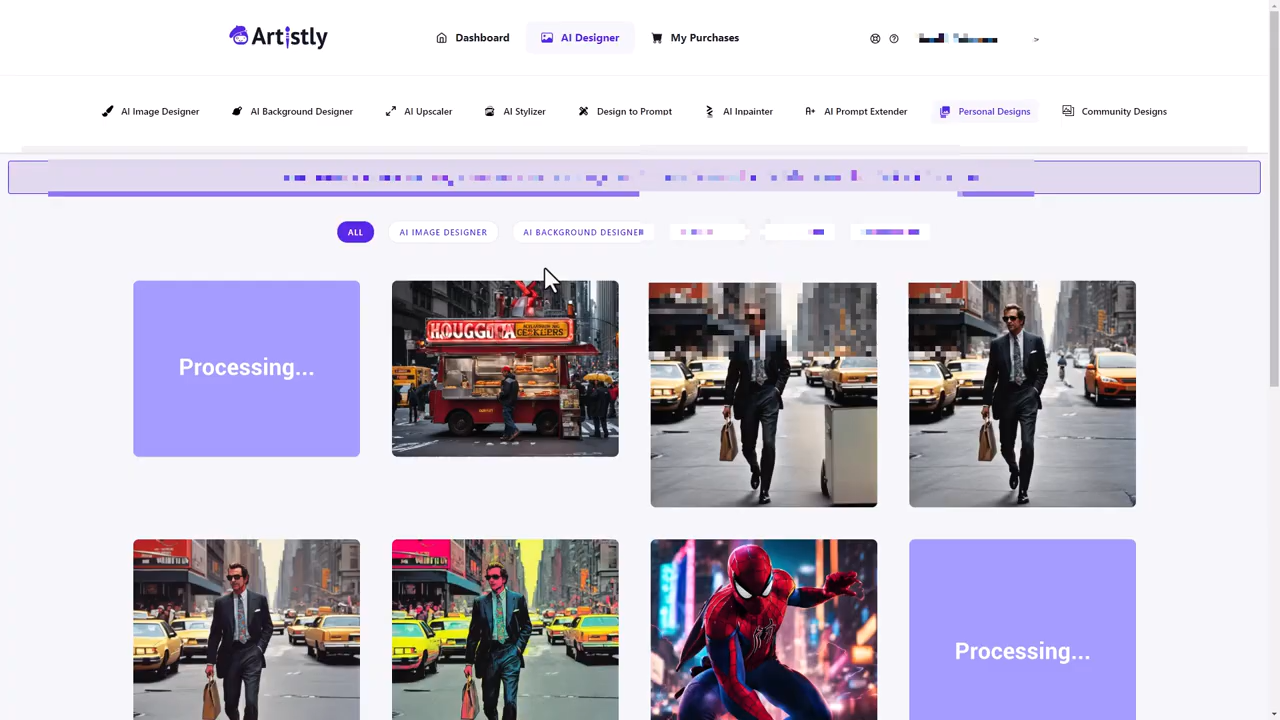 Artistly
Dashboard
AI Designer
My Purchases
>
AI Image Designer
AI Background Designer
AI Upscaler
AI Stylizer
Design to Prompt
AI Inpainter
AI Prompt Extender
Personal Designs
Community Designs
ALL
AI IMAGE DESIGNER
AI BACKGROUND DESIGNER
Processing...
HOUGGUTA
Processing...